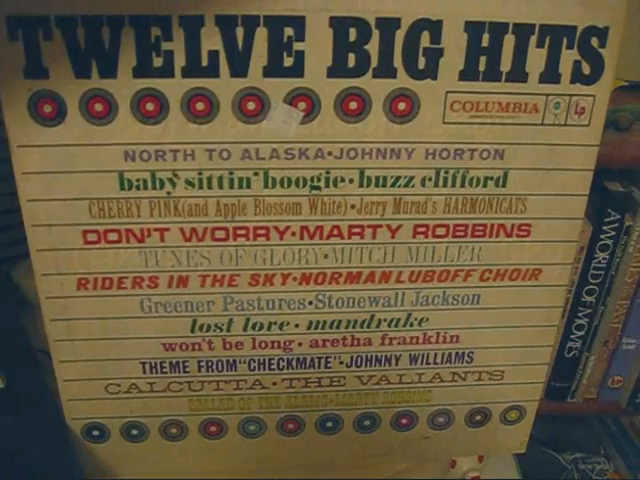 TWELVE BIG HITS
COLUMBIA
Lp
NORTH TO ALASKA•JOHNNY HORTON
baby sittin' boogie•buzz clifford
CHERRY PINK(and Apple Blossom White)•Jerry Murad's HARMONICATS
DON'T WORRY•MARTY ROBBINS
TUNES OF GLORY•MITCH MILLER
RIDERS IN THE SKY•NORMAN LUBOFF CHOIR
Greener Pastures•Stonewall Jackson
lost love • mandrake
won't be long • aretha franklin
THEME FROM "CHECKMATE"•JOHNNY WILLIAMS
CALCUTTA•THE VALIANTS
BALLAD OF THE ALAMO•MARTY ROBBINS
A WORLD OF MOVIES